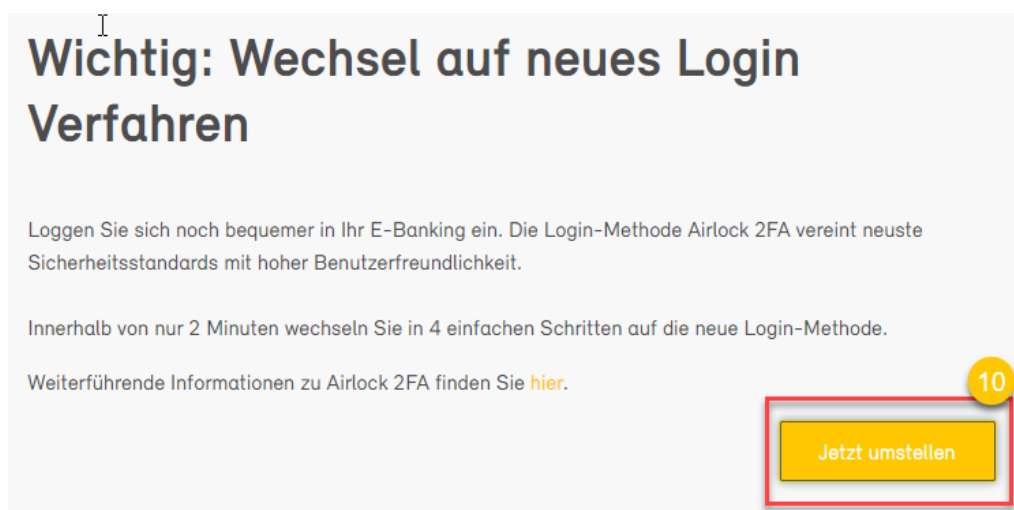 Wichtig: Wechsel auf neues Login
Verfahren
Loggen Sie sich noch bequemer in Ihr E-Banking ein. Die Login-Methode Airlock 2FA vereint neuste
Sicherheitsstandards mit hoher Benutzerfreundlichkeit.
Innerhalb von nur 2 Minuten wechseln Sie in 4 einfachen Schritten auf die neue Login-Methode.
Weiterführende Informationen zu Airlock 2FA finden Sie hier.
10
Jetzt umstellen